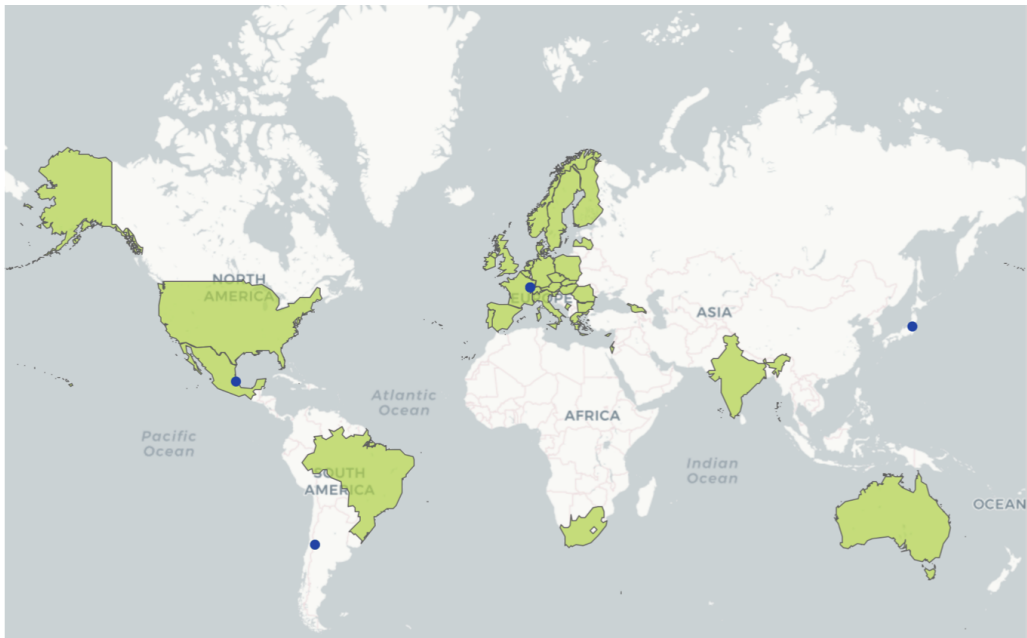 NORTH
AMERICA
EUROPE
ASIA
Atlantic
Ocean
AFRICA
Pacific
Ocean
Indian
Ocean
SOUTH
AMERICA
OCEAN